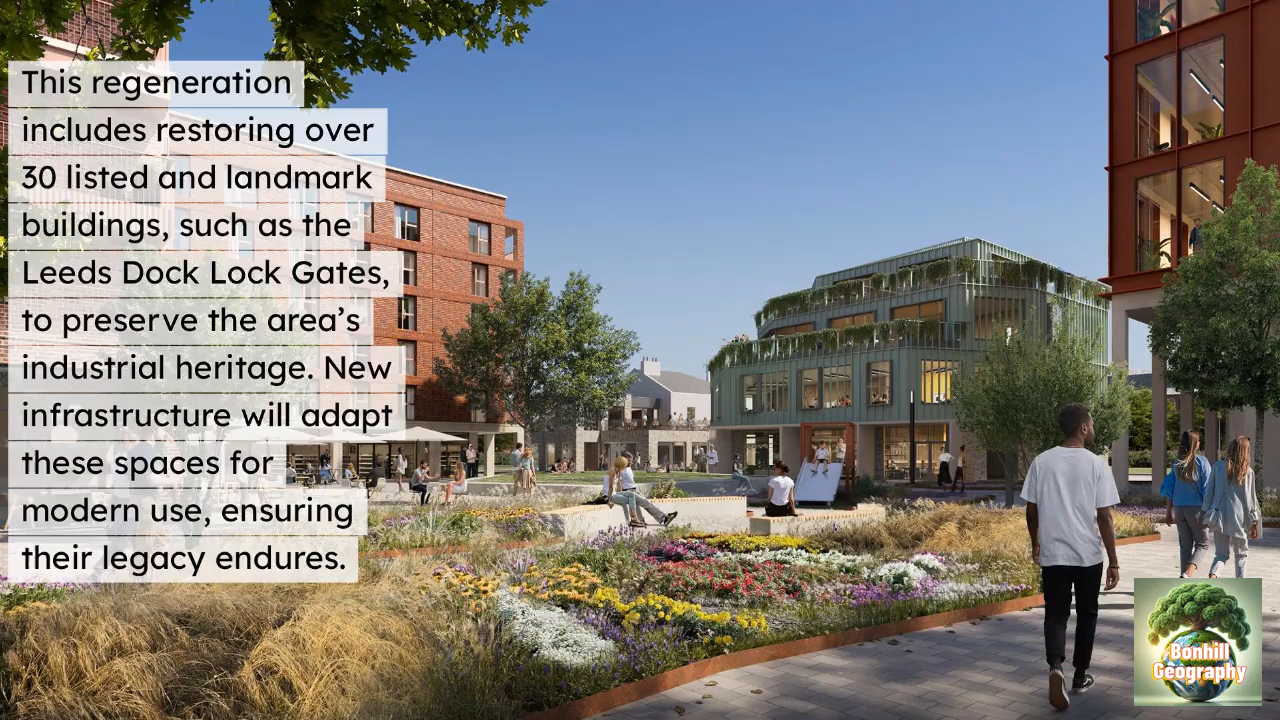 This regeneration
includes restoring over
30 listed and landmark
buildings, such as the
Leeds Dock Lock Gates,
to preserve the area's
industrial heritage. New
infrastructure will adapt
these spaces for
modern use, ensuring
their legacy endures.
Bonhill
Geography